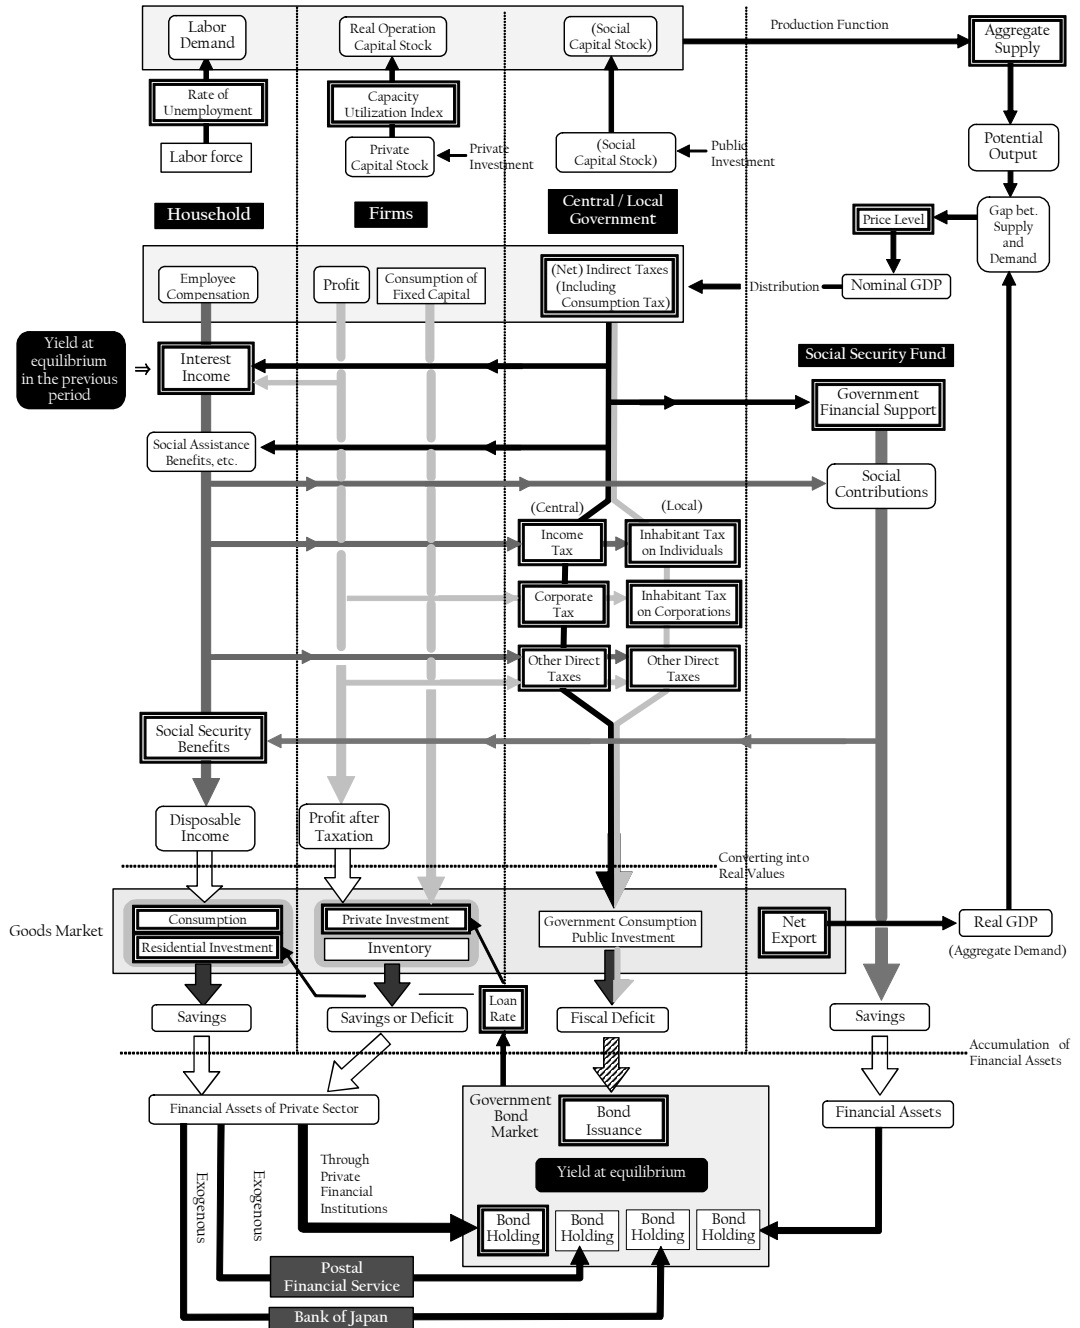 Labor
Demand
Real Operation
Capital Stock
(Social
Capital Stock)
Production Function
Aggregate
Supply
Rate of
Unemployment
Capacity
Utilization Index
Labor force
Private
Capital Stock
Private
Investment
(Social
Capital Stock)
Public
Investment
Potential
Output
Household
Firms
Central / Local
Government
Price Level
Gap bet.
Supply
and
Demand
Employee
Compensation
Profit
Consumption of
Fixed Capital
(Net) Indirect Taxes
(Including
Consumption Tax)
Distribution
Nominal GDP
Yield at
equilibrium
in the previous
period
⇒
Interest
Income
Social Security Fund
Government
Financial Support
Social Assistance
Benefits, etc.
Social
Contributions
(Central)
(Local)
Income
Tax
Inhabitant Tax
on Individuals
Corporate
Tax
Inhabitant Tax
on Corporations
Other Direct
Taxes
Other Direct
Taxes
Social Security
Benefits
Disposable
Income
Profit after
Taxation
Converting into
Real Values
Goods Market
Consumption
Residential Investment
Private Investment
Inventory
Government Consumption
Public Investment
Net
Export
Real GDP
(Aggregate Demand)
Savings
Savings or Deficit
Loan
Rate
Fiscal Deficit
Savings
Accumulation of
Financial Assets
Financial Assets of Private Sector
Government
Bond
Market
Bond
Issuance
Financial Assets
Yield at equilibrium
Exogenous
Exogenous
Through
Private
Financial
Institutions
Bond
Holding
Bond
Holding
Bond
Holding
Bond
Holding
Postal
Financial Service
Bank of Japan